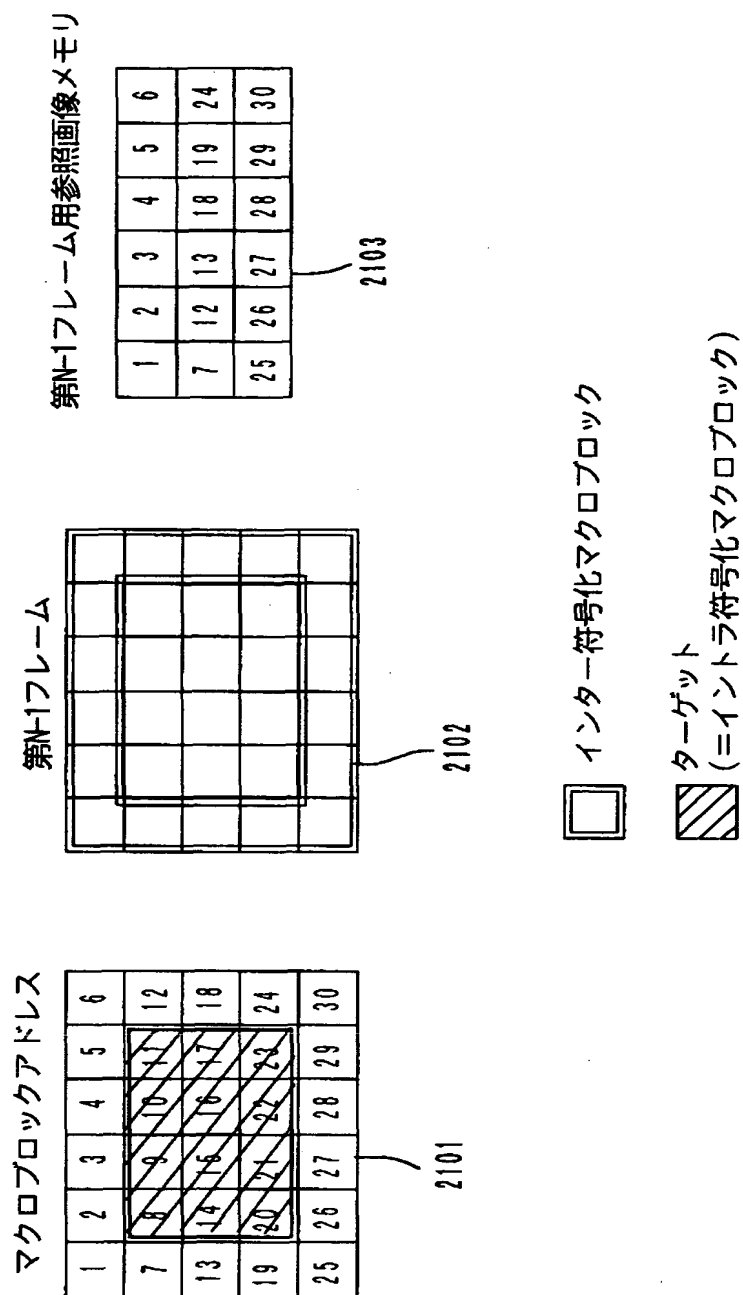 マクロブロックアドレス
1 2 3 4 5 6
7 8 9 10 11 12
13 14 15 16 17 18
19 20 21 22 23 24
25 26 27 28 29 30
2101
第N-1フレーム
2102
第N-1フレーム用参照画像メモリ
1 2 3 4 5 6
7 12 13 18 19 24
25 26 27 28 29 30
2103
インター符号化マクロブロック
ターゲット
(=イントラ符号化マクロブロック)